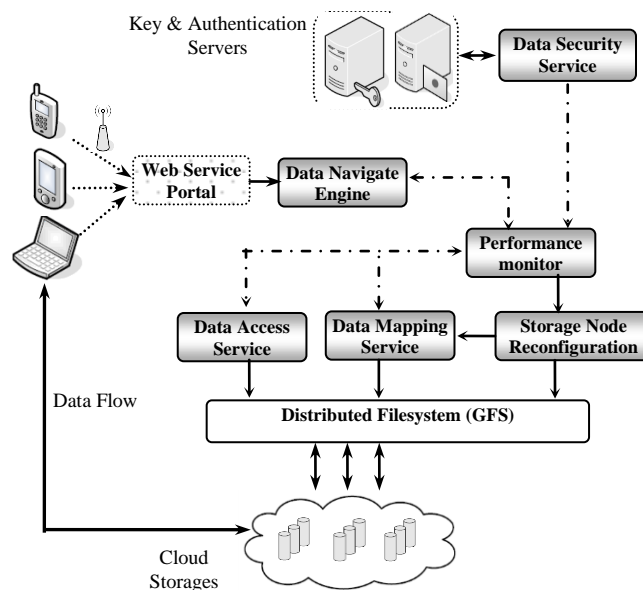 Key & Authentication
Servers
Data Security
Service
Web Service
Portal
Data Navigate
Engine
Performance
monitor
Data Access
Service
Data Mapping
Service
Storage Node
Reconfiguration
Data Flow
Distributed Filesystem (GFS)
Cloud
Storages